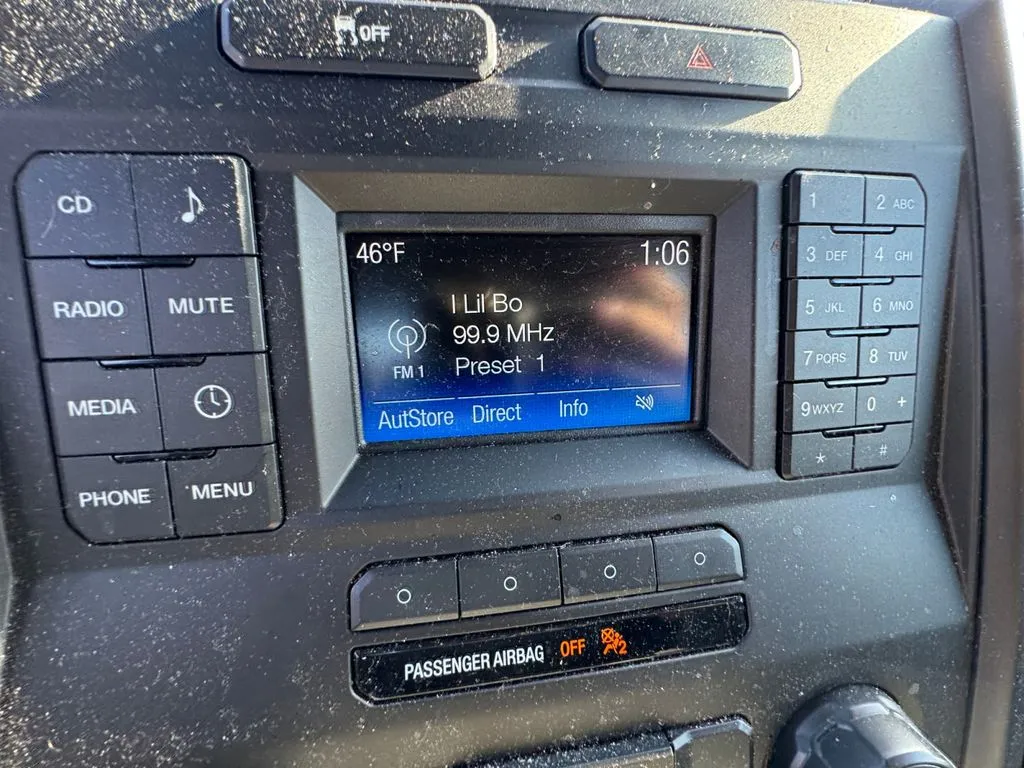 OFF
CD
RADIO
MUTE
MEDIA
PHONE
MENU
46°F
1:06
I Lil Bo
99.9 MHz
FM 1
Preset 1
AutStore
Direct
Info
1
2 ABC
3 DEF
4 GHI
5 JKL
6 MNO
7 PQRS
8 TUV
9 WXYZ
0 +
*
#
PASSENGER AIRBAG OFF 2